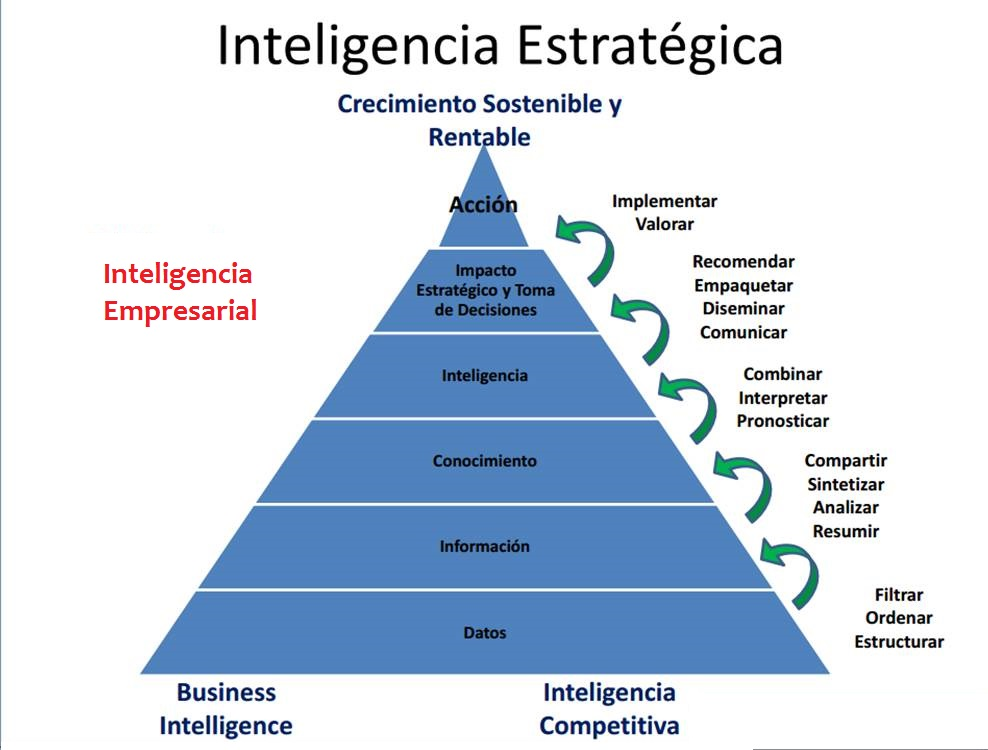 Inteligencia Estratégica
Crecimiento Sostenible y
Rentable
Acción
Implementar
Valorar
Inteligencia
Empresarial
Impacto
Estratégico y Toma
de Decisiones
Recomendar
Empaquetar
Diseminar
Comunicar
Inteligencia
Combinar
Interpretar
Pronosticar
Conocimiento
Compartir
Sintetizar
Analizar
Resumir
Información
Filtrar
Ordenar
Estructurar
Datos
Business
Intelligence
Inteligencia
Competitiva